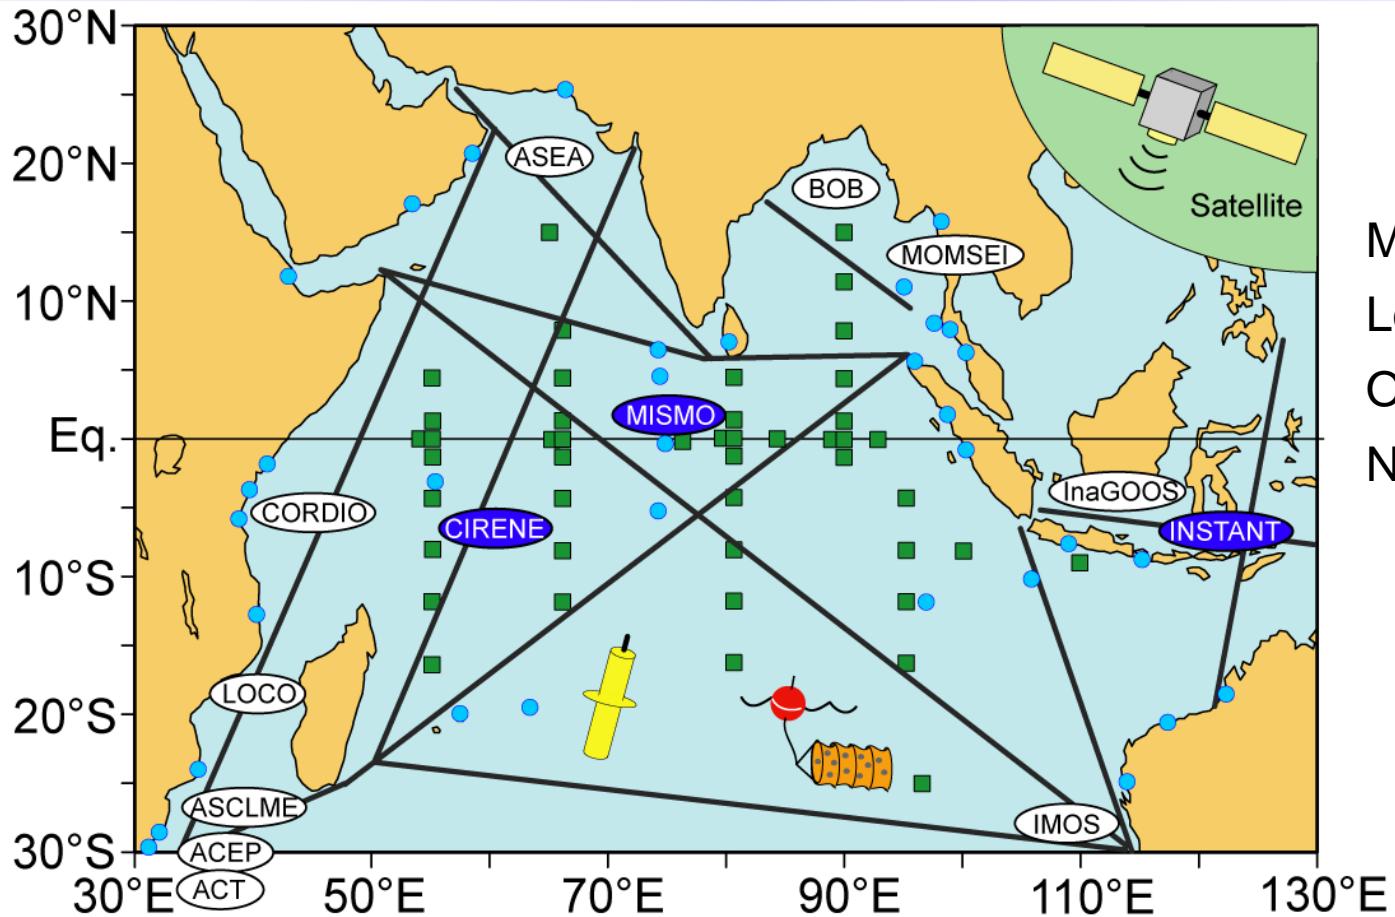 30°N
20°N
10°N
Eq.
10°S
20°S
30°S
30°E
50°E
70°E
90°E
110°E
130°E
Satellite
ASEA
BOB
MOMSEI
MISMO
InaGOOS
INSTANT
CORDIO
CIRENE
LOCO
ASCLME
IMOS
ACEP
ACT
M
O
N